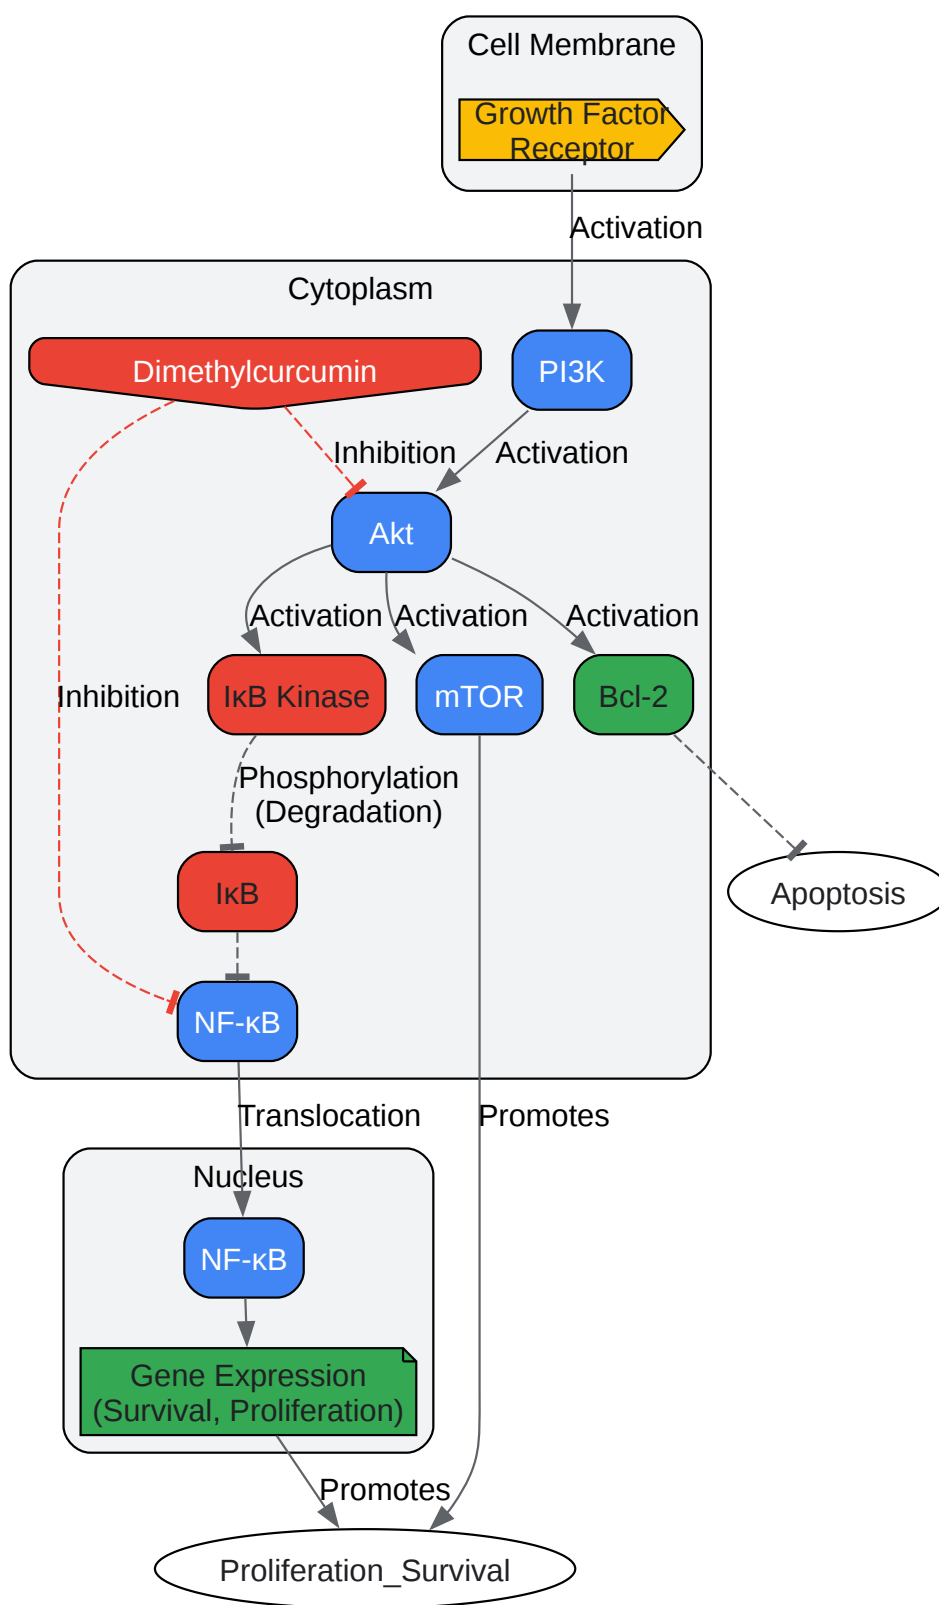 Cell Membrane
Growth Factor
Receptor
Activation
Cytoplasm
Dimethylcurcumin
PI3K
Inhibition
Activation
Akt
Activation
Activation
Activation
Inhibition
IκB Kinase
mTOR
Bcl-2
Phosphorylation
(Degradation)
IκB
Apoptosis
NF-κB
Translocation
Promotes
Nucleus
NF-κB
Gene Expression
(Survival, Proliferation)
Promotes
Proliferation_Survival